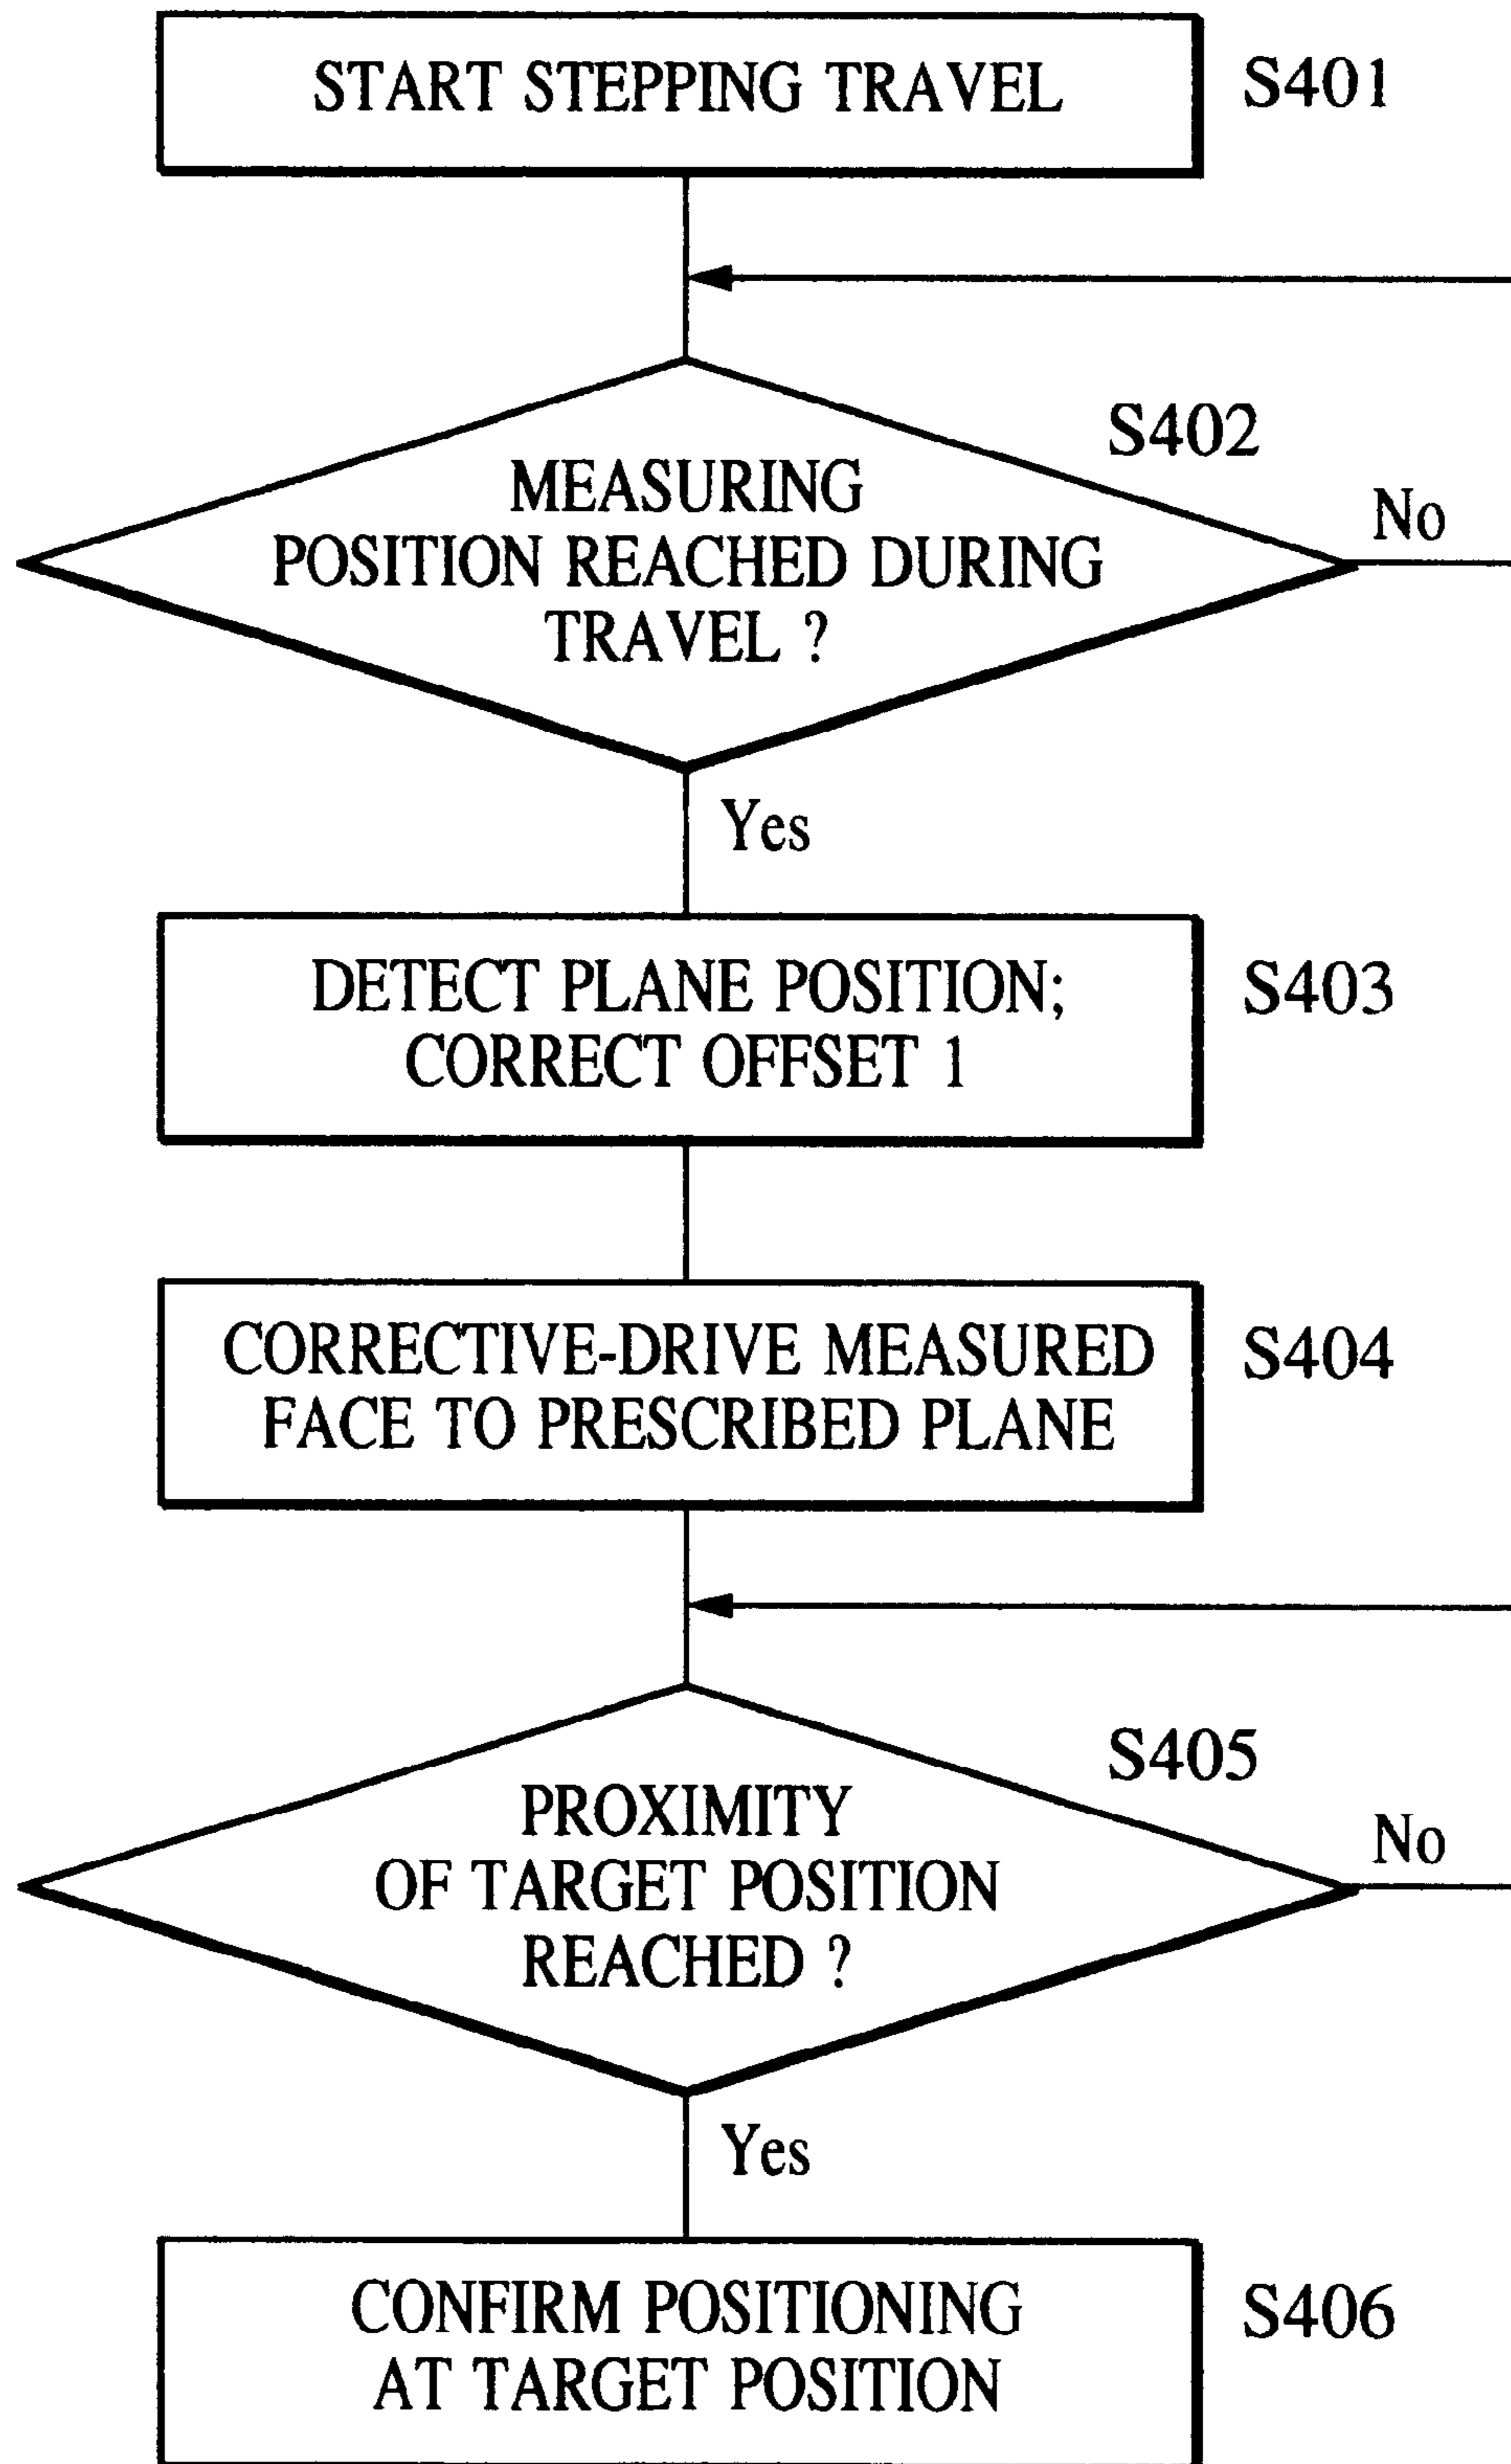 START STEPPING TRAVEL
S401
S402
MEASURING
POSITION REACHED DURING
TRAVEL ?
No
Yes
DETECT PLANE POSITION;
CORRECT OFFSET 1
S403
CORRECTIVE-DRIVE MEASURED
FACE TO PRESCRIBED PLANE
S404
S405
PROXIMITY
OF TARGET POSITION
REACHED ?
No
Yes
CONFIRM POSITIONING
AT TARGET POSITION
S406